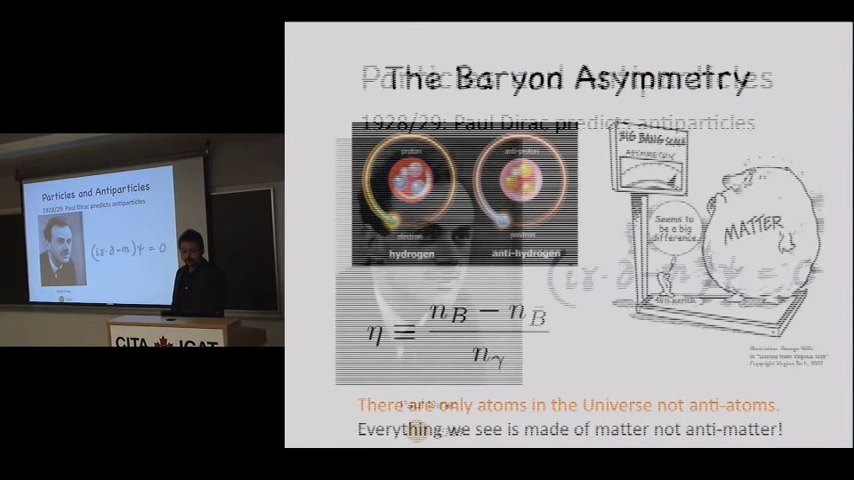 Particles and Antiparticles
1928/29: Paul Dirac predicts antiparticles
(iγ·∂-m)ψ = 0
CITA ICAT
The Baryon Asymmetry
1928/29: Paul Dirac predicts antiparticles
proton
anti-proton
electron
positron
hydrogen
anti-hydrogen
BIG BANG SCALE
ASYMMETRY
Seems to
be a big
difference
MATTER
ANTI-MATTER
η ≡ (n_B − n_B̄) / n_γ
There are only atoms in the Universe not anti-atoms.
Everything we see is made of matter not anti-matter!